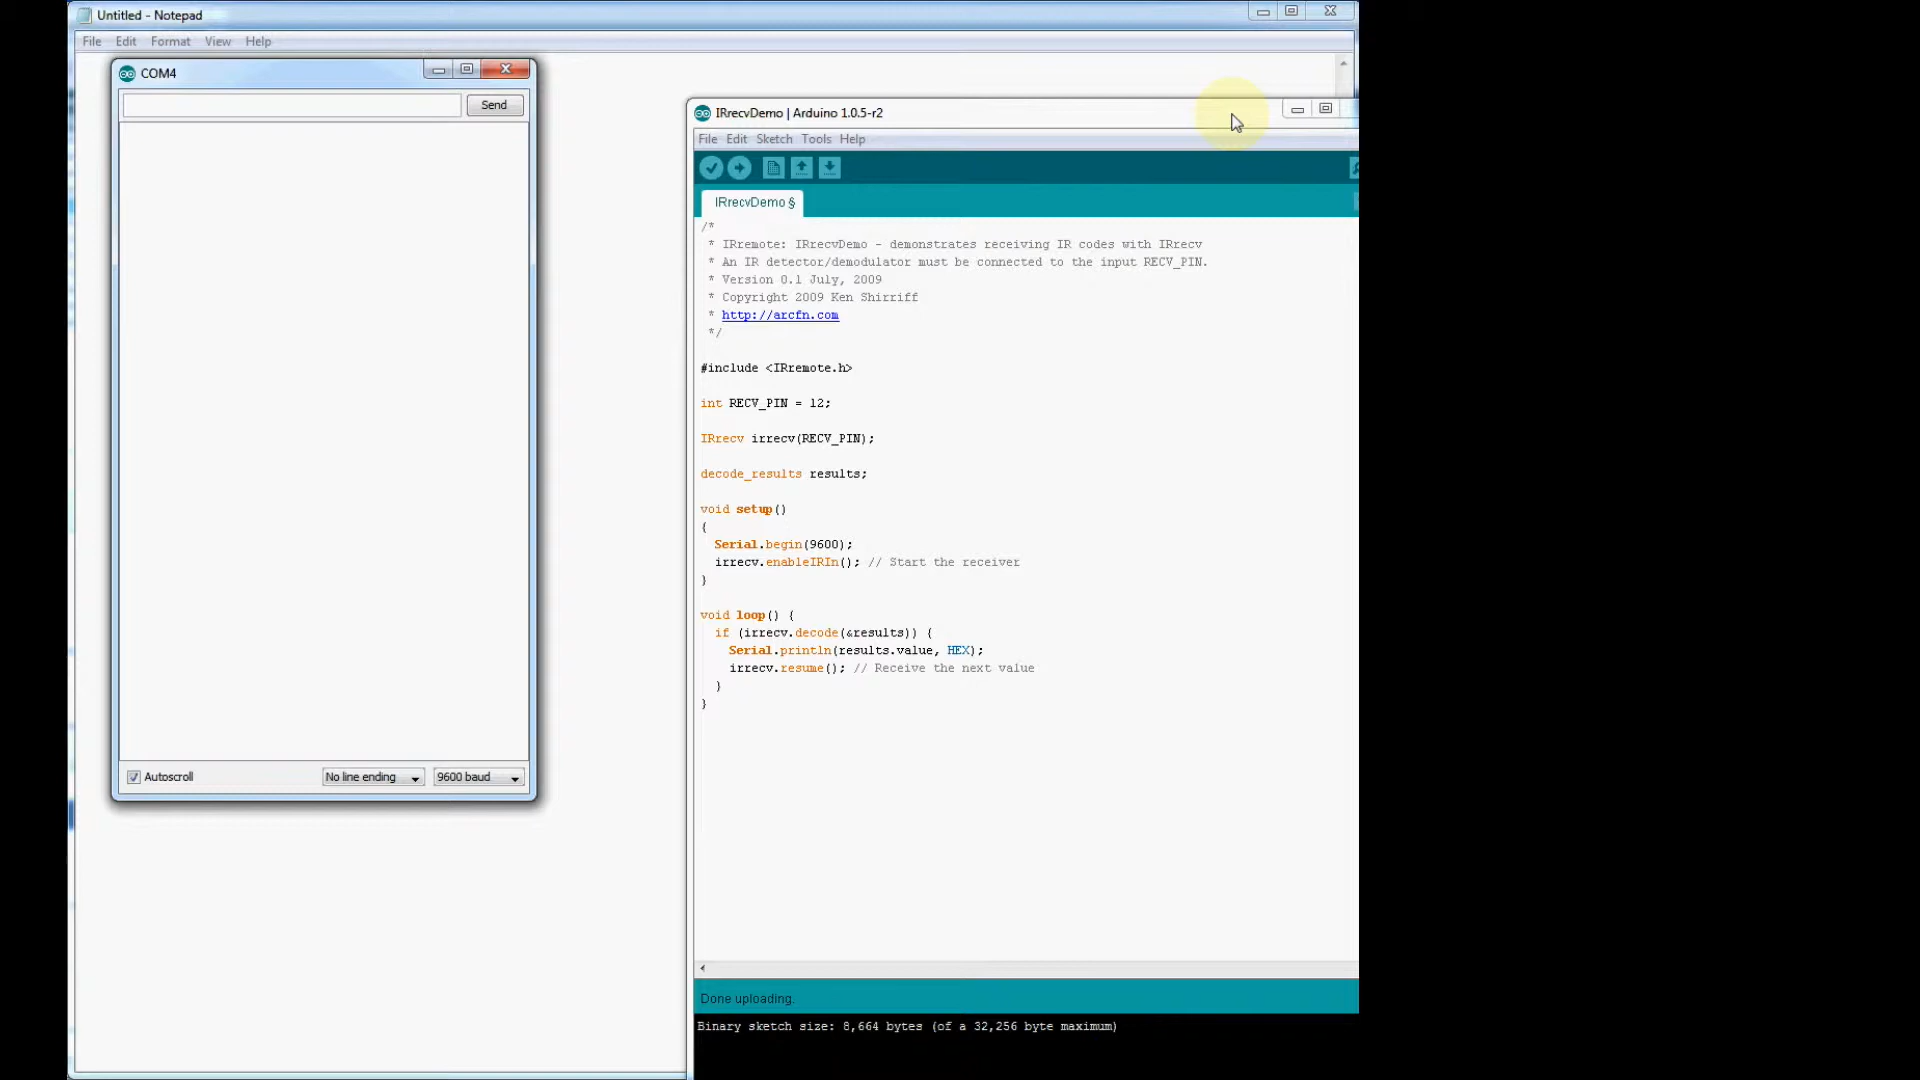 Untitled - Notepad
File Edit Format View Help
COM4
Send
Autoscroll
No line ending
9600 baud
IRrecvDemo | Arduino 1.0.5-r2
File Edit Sketch Tools Help
IRrecvDemo §
/*
* IRremote: IRrecvDemo - demonstrates receiving IR codes with IRrecv
* An IR detector/demodulator must be connected to the input RECV_PIN.
* Version 0.1 July, 2009
* Copyright 2009 Ken Shirriff
* http://arcfn.com
*/
#include <IRremote.h>
int RECV_PIN = 12;
IRrecv irrecv(RECV_PIN);
decode_results results;
void setup()
{
Serial.begin(9600);
irrecv.enableIRIn(); // Start the receiver
}
void loop() {
if (irrecv.decode(&results)) {
Serial.println(results.value, HEX);
irrecv.resume(); // Receive the next value
}
}
Done uploading.
Binary sketch size: 8,664 bytes (of a 32,256 byte maximum)